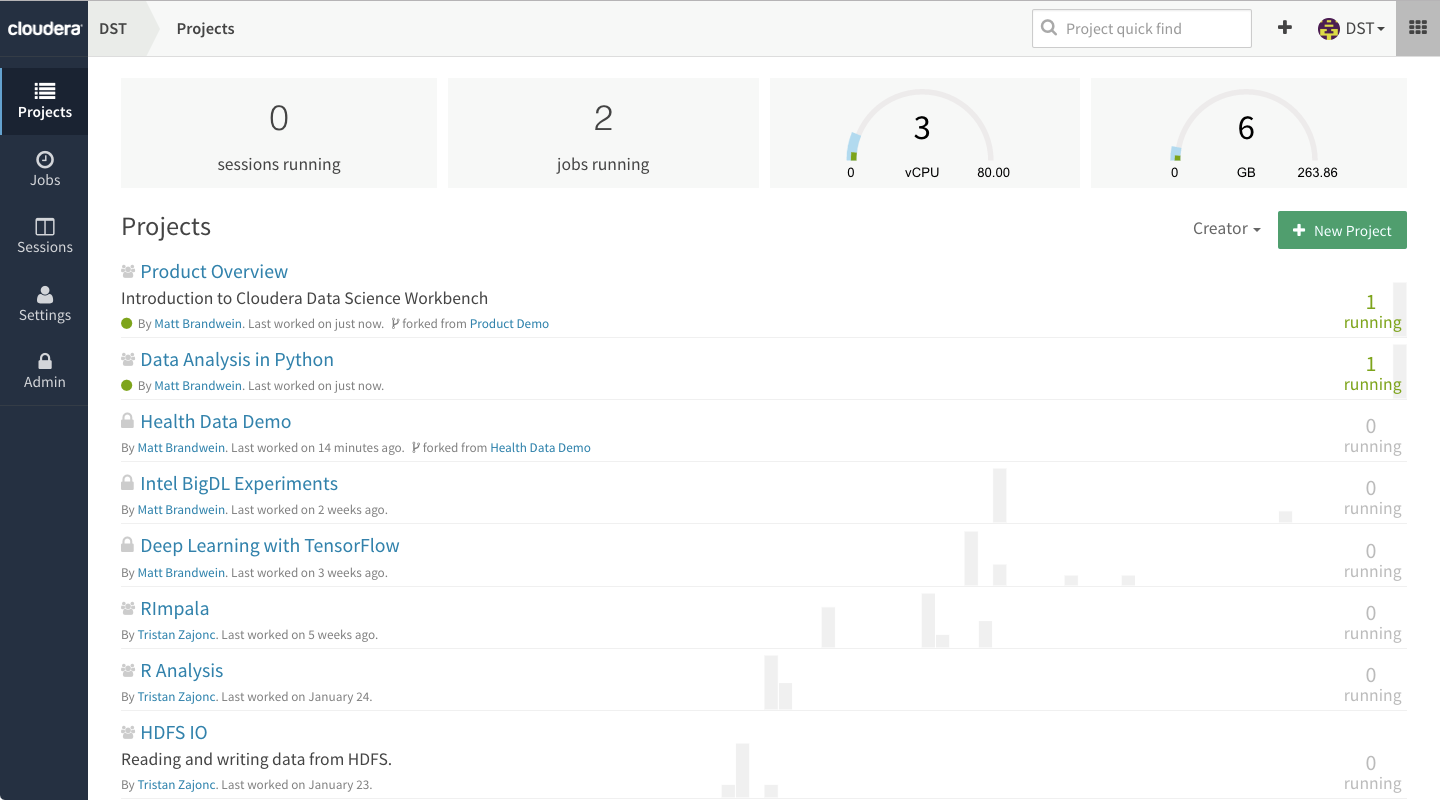 cloudera
DST
Projects
Project quick find
DST
Projects
Jobs
Sessions
Settings
Admin
0
sessions running
2
jobs running
3
0 vCPU 80.00
6
0 GB 263.86
Projects
Creator
New Project
Product Overview
Introduction to Cloudera Data Science Workbench
By Matt Brandwein. Last worked on just now. forked from Product Demo
1
running
Data Analysis in Python
By Matt Brandwein. Last worked on just now.
1
running
Health Data Demo
By Matt Brandwein. Last worked on 14 minutes ago. forked from Health Data Demo
0
running
Intel BigDL Experiments
By Matt Brandwein. Last worked on 2 weeks ago.
0
running
Deep Learning with TensorFlow
By Matt Brandwein. Last worked on 3 weeks ago.
0
running
RImpala
By Tristan Zajonc. Last worked on 5 weeks ago.
0
running
R Analysis
By Tristan Zajonc. Last worked on January 24.
0
running
HDFS IO
Reading and writing data from HDFS.
By Tristan Zajonc. Last worked on January 23.
0
running